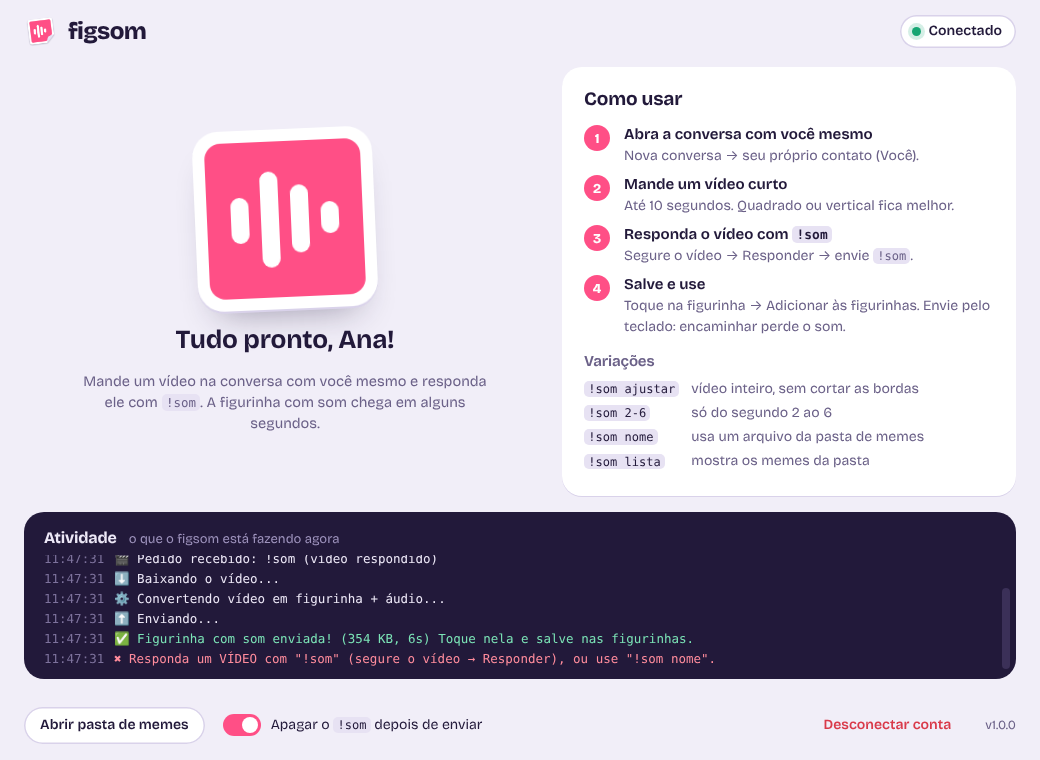 figsom
Conectado
Tudo pronto, Ana!
Mande um vídeo na conversa com você mesmo e responda
ele com !som. A figurinha com som chega em alguns
segundos.
Como usar
1 Abra a conversa com você mesmo
Nova conversa → seu próprio contato (Você).
2 Mande um vídeo curto
Até 10 segundos. Quadrado ou vertical fica melhor.
3 Responda o vídeo com !som
Segure o vídeo → Responder → envie !som.
4 Salve e use
Toque na figurinha → Adicionar às figurinhas. Envie pelo
teclado: encaminhar perde o som.
Variações
!som ajustar vídeo inteiro, sem cortar as bordas
!som 2-6 só do segundo 2 ao 6
!som nome usa um arquivo da pasta de memes
!som lista mostra os memes da pasta
Atividade o que o figsom está fazendo agora
11:47:31 🎬 Pedido recebido: !som (vídeo respondido)
11:47:31 ⬇️ Baixando o vídeo...
11:47:31 ⚙️ Convertendo vídeo em figurinha + áudio...
11:47:31 ⬆️ Enviando...
11:47:31 ✅ Figurinha com som enviada! (354 KB, 6s) Toque nela e salve nas figurinhas.
11:47:31 ✖ Responda um VÍDEO com "!som" (segure o vídeo → Responder), ou use "!som nome".
Abrir pasta de memes
Apagar o !som depois de enviar
Desconectar conta
v1.0.0